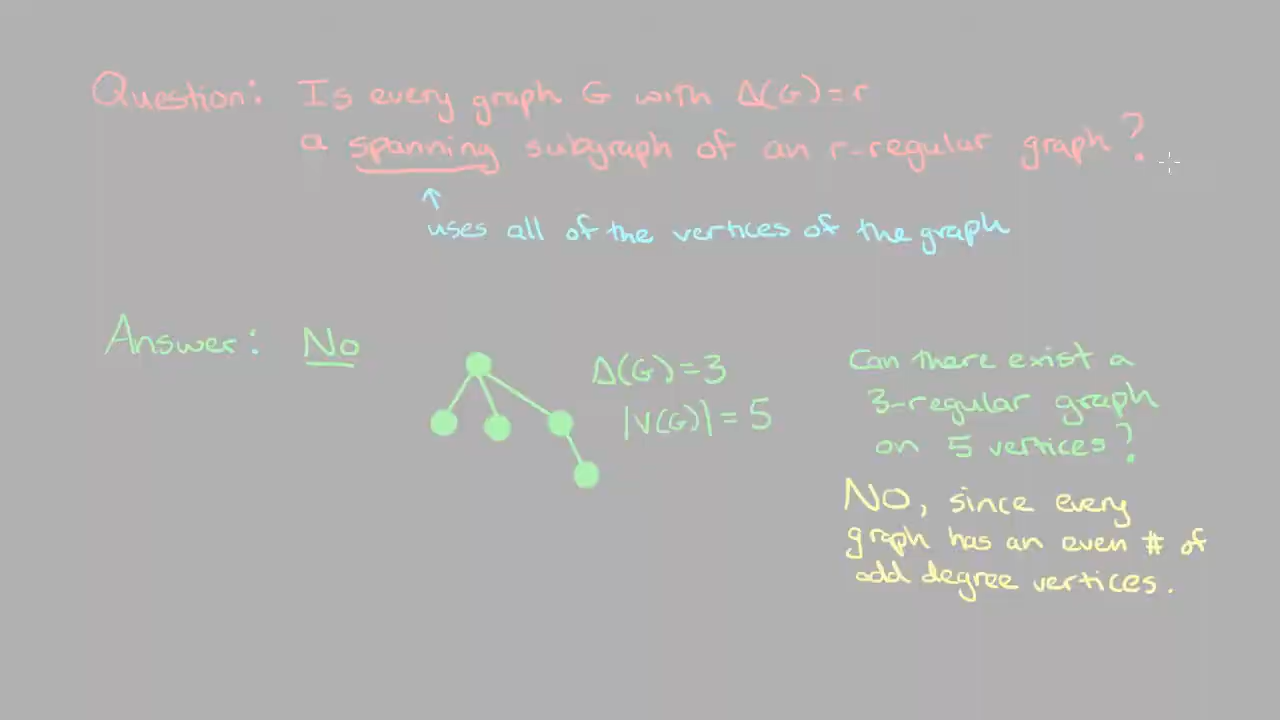 Question: Is every graph G with Δ(G)=r
a spanning subgraph of an r-regular graph?
↑
uses all of the vertices of the graph
Answer: No
Δ(G)=3
|V(G)|=5
Can there exist a
3-regular graph
on 5 vertices?
NO, since every
graph has an even # of
odd degree vertices.